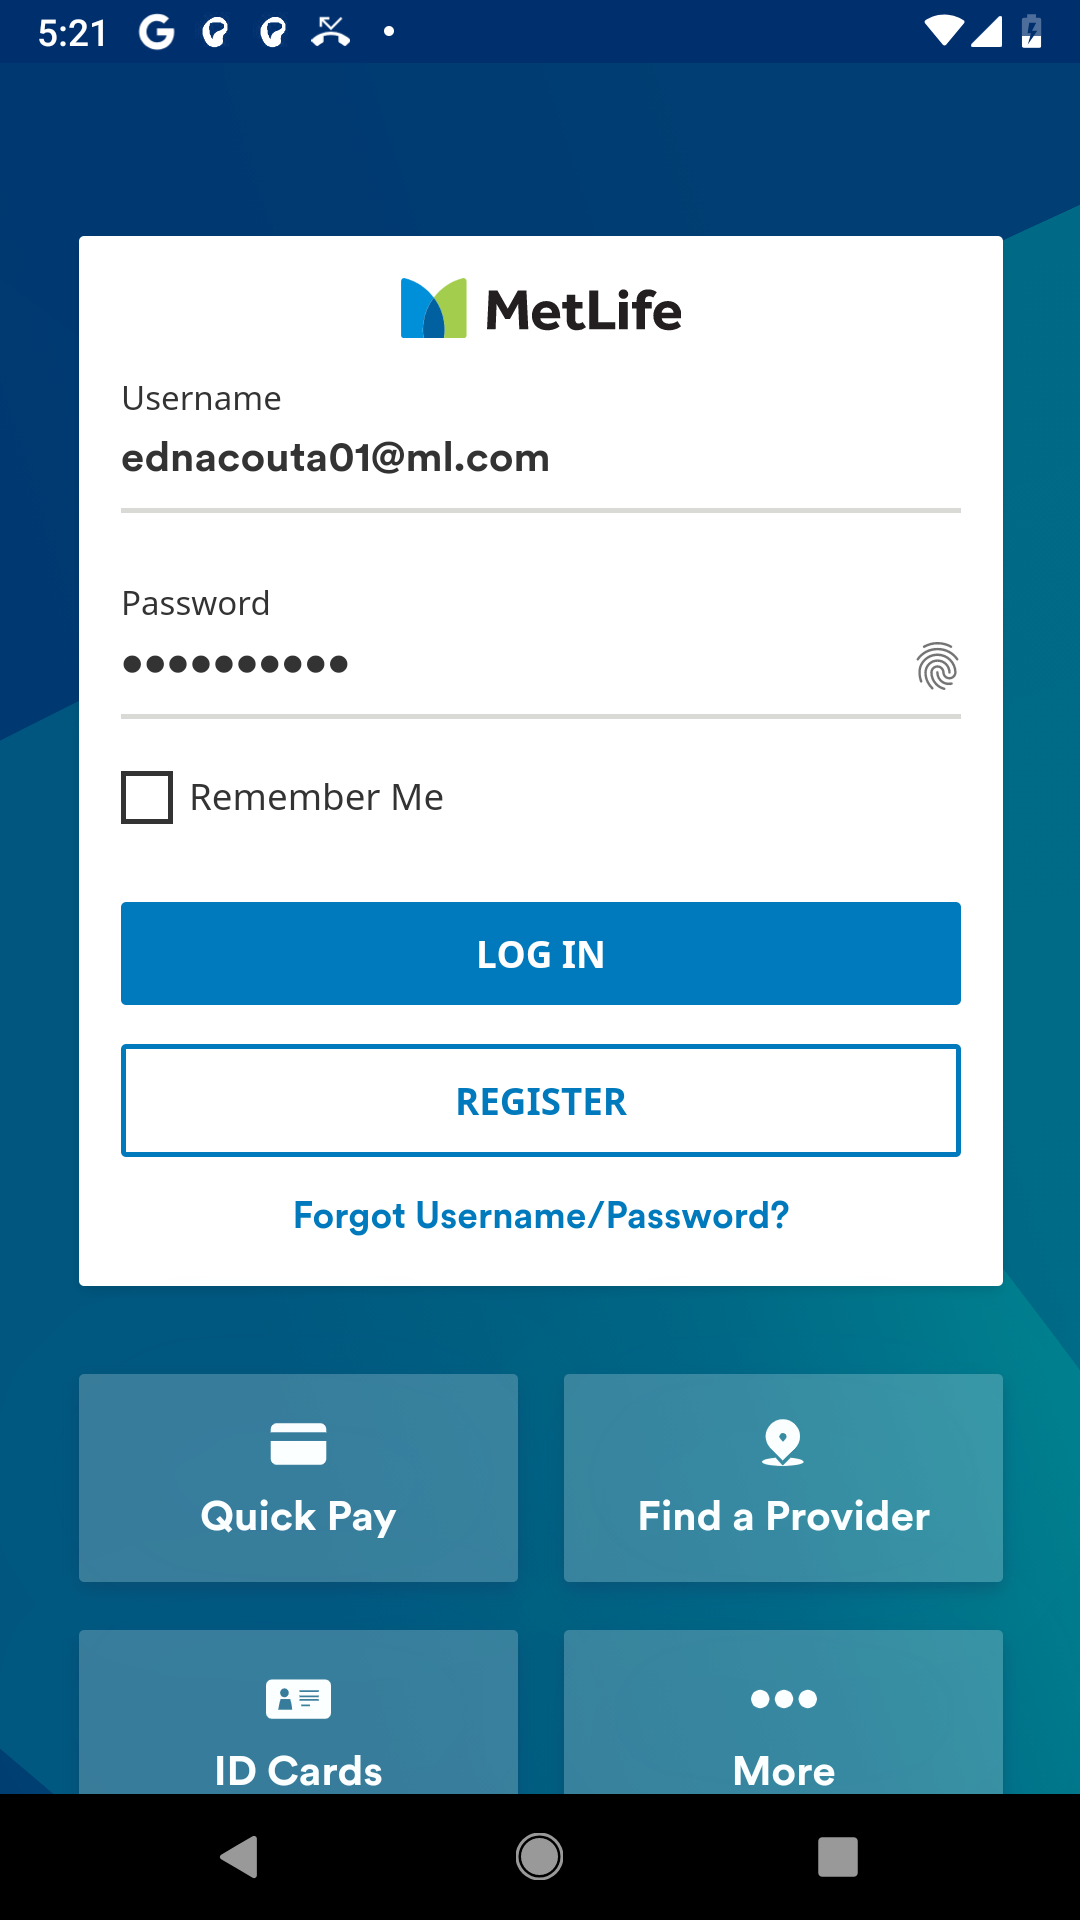 5:21
MetLife
Username
ednacouta01@ml.com
Password
Remember Me
LOG IN
REGISTER
Forgot Username/Password?
Quick Pay
Find a Provider
ID Cards
More